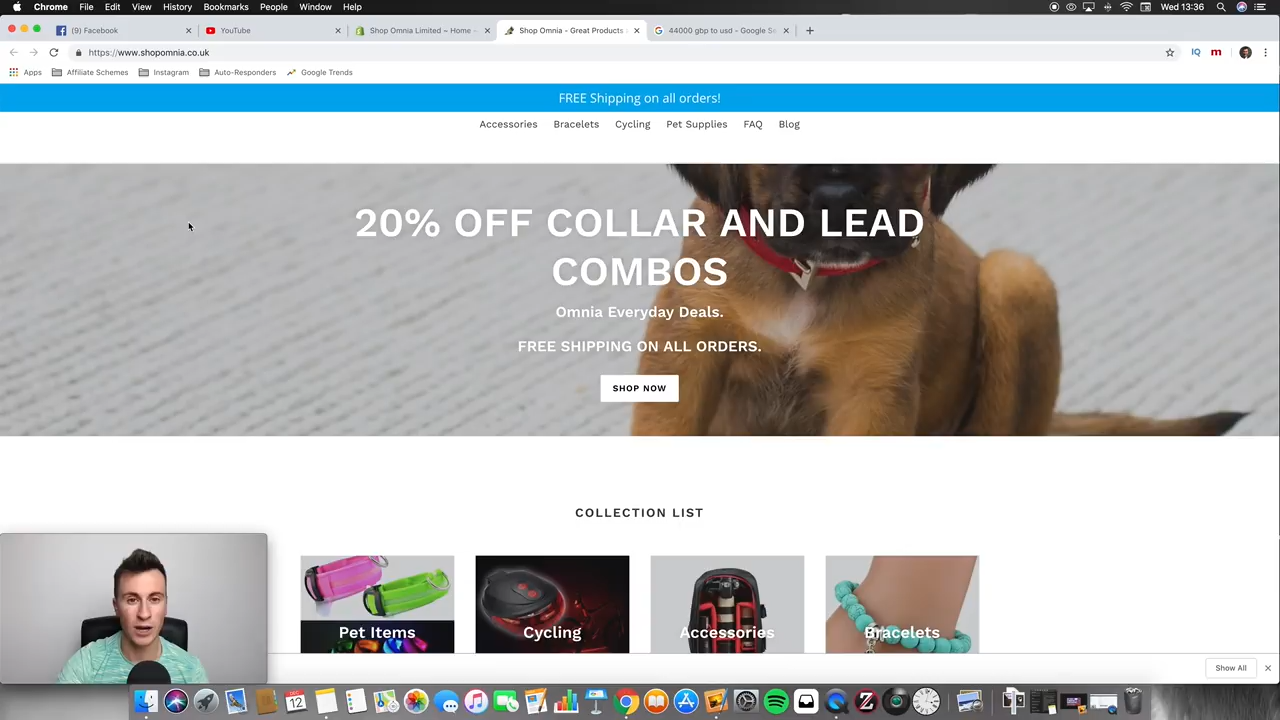 Chrome File Edit View History Bookmarks People Window Help Wed 13:36
(9) Facebook YouTube Shop Omnia Limited ~ Home Shop Omnia - Great Products 44000 gbp to usd - Google Se
https://www.shopomnia.co.uk IQ m
Apps Affiliate Schemes Instagram Auto-Responders Google Trends
FREE Shipping on all orders!
Accessories Bracelets Cycling Pet Supplies FAQ Blog
20% OFF COLLAR AND LEAD
COMBOS
Omnia Everyday Deals.
FREE SHIPPING ON ALL ORDERS.
SHOP NOW
COLLECTION LIST
Pet Items Cycling Accessories Bracelets
Show All
DEC
12